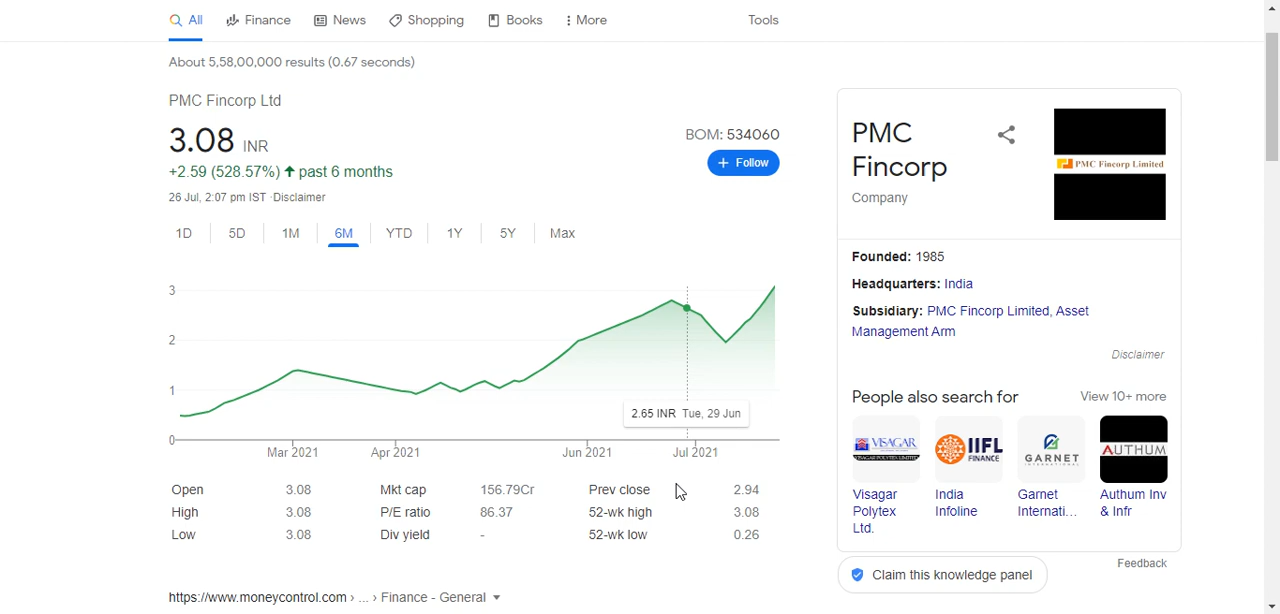 All Finance News Shopping Books More Tools
About 5,58,00,000 results (0.67 seconds)
PMC Fincorp Ltd
3.08 INR
+2.59 (528.57%) past 6 months
26 Jul, 2:07 pm IST ·Disclaimer
BOM: 534060
+ Follow
1D 5D 1M 6M YTD 1Y 5Y Max
3
2
1
0
2.65 INR Tue, 29 Jun
Mar 2021 Apr 2021 Jun 2021 Jul 2021
Open 3.08 Mkt cap 156.79Cr Prev close 2.94
High 3.08 P/E ratio 86.37 52-wk high 3.08
Low 3.08 Div yield - 52-wk low 0.26
https://www.moneycontrol.com › ... › Finance - General
PMC
Fincorp
Company
PMC Fincorp Limited
Founded: 1985
Headquarters: India
Subsidiary: PMC Fincorp Limited, Asset
Management Arm
Disclaimer
People also search for View 10+ more
VISAGAR
VISAGAR POLYTEX LIMITED
IIFL
FINANCE
GARNET
INTERNATIONAL
AUTHUM
Visagar
Polytex
Ltd.
India
Infoline
Garnet
Internati...
Authum Inv
& Infr
Feedback
Claim this knowledge panel